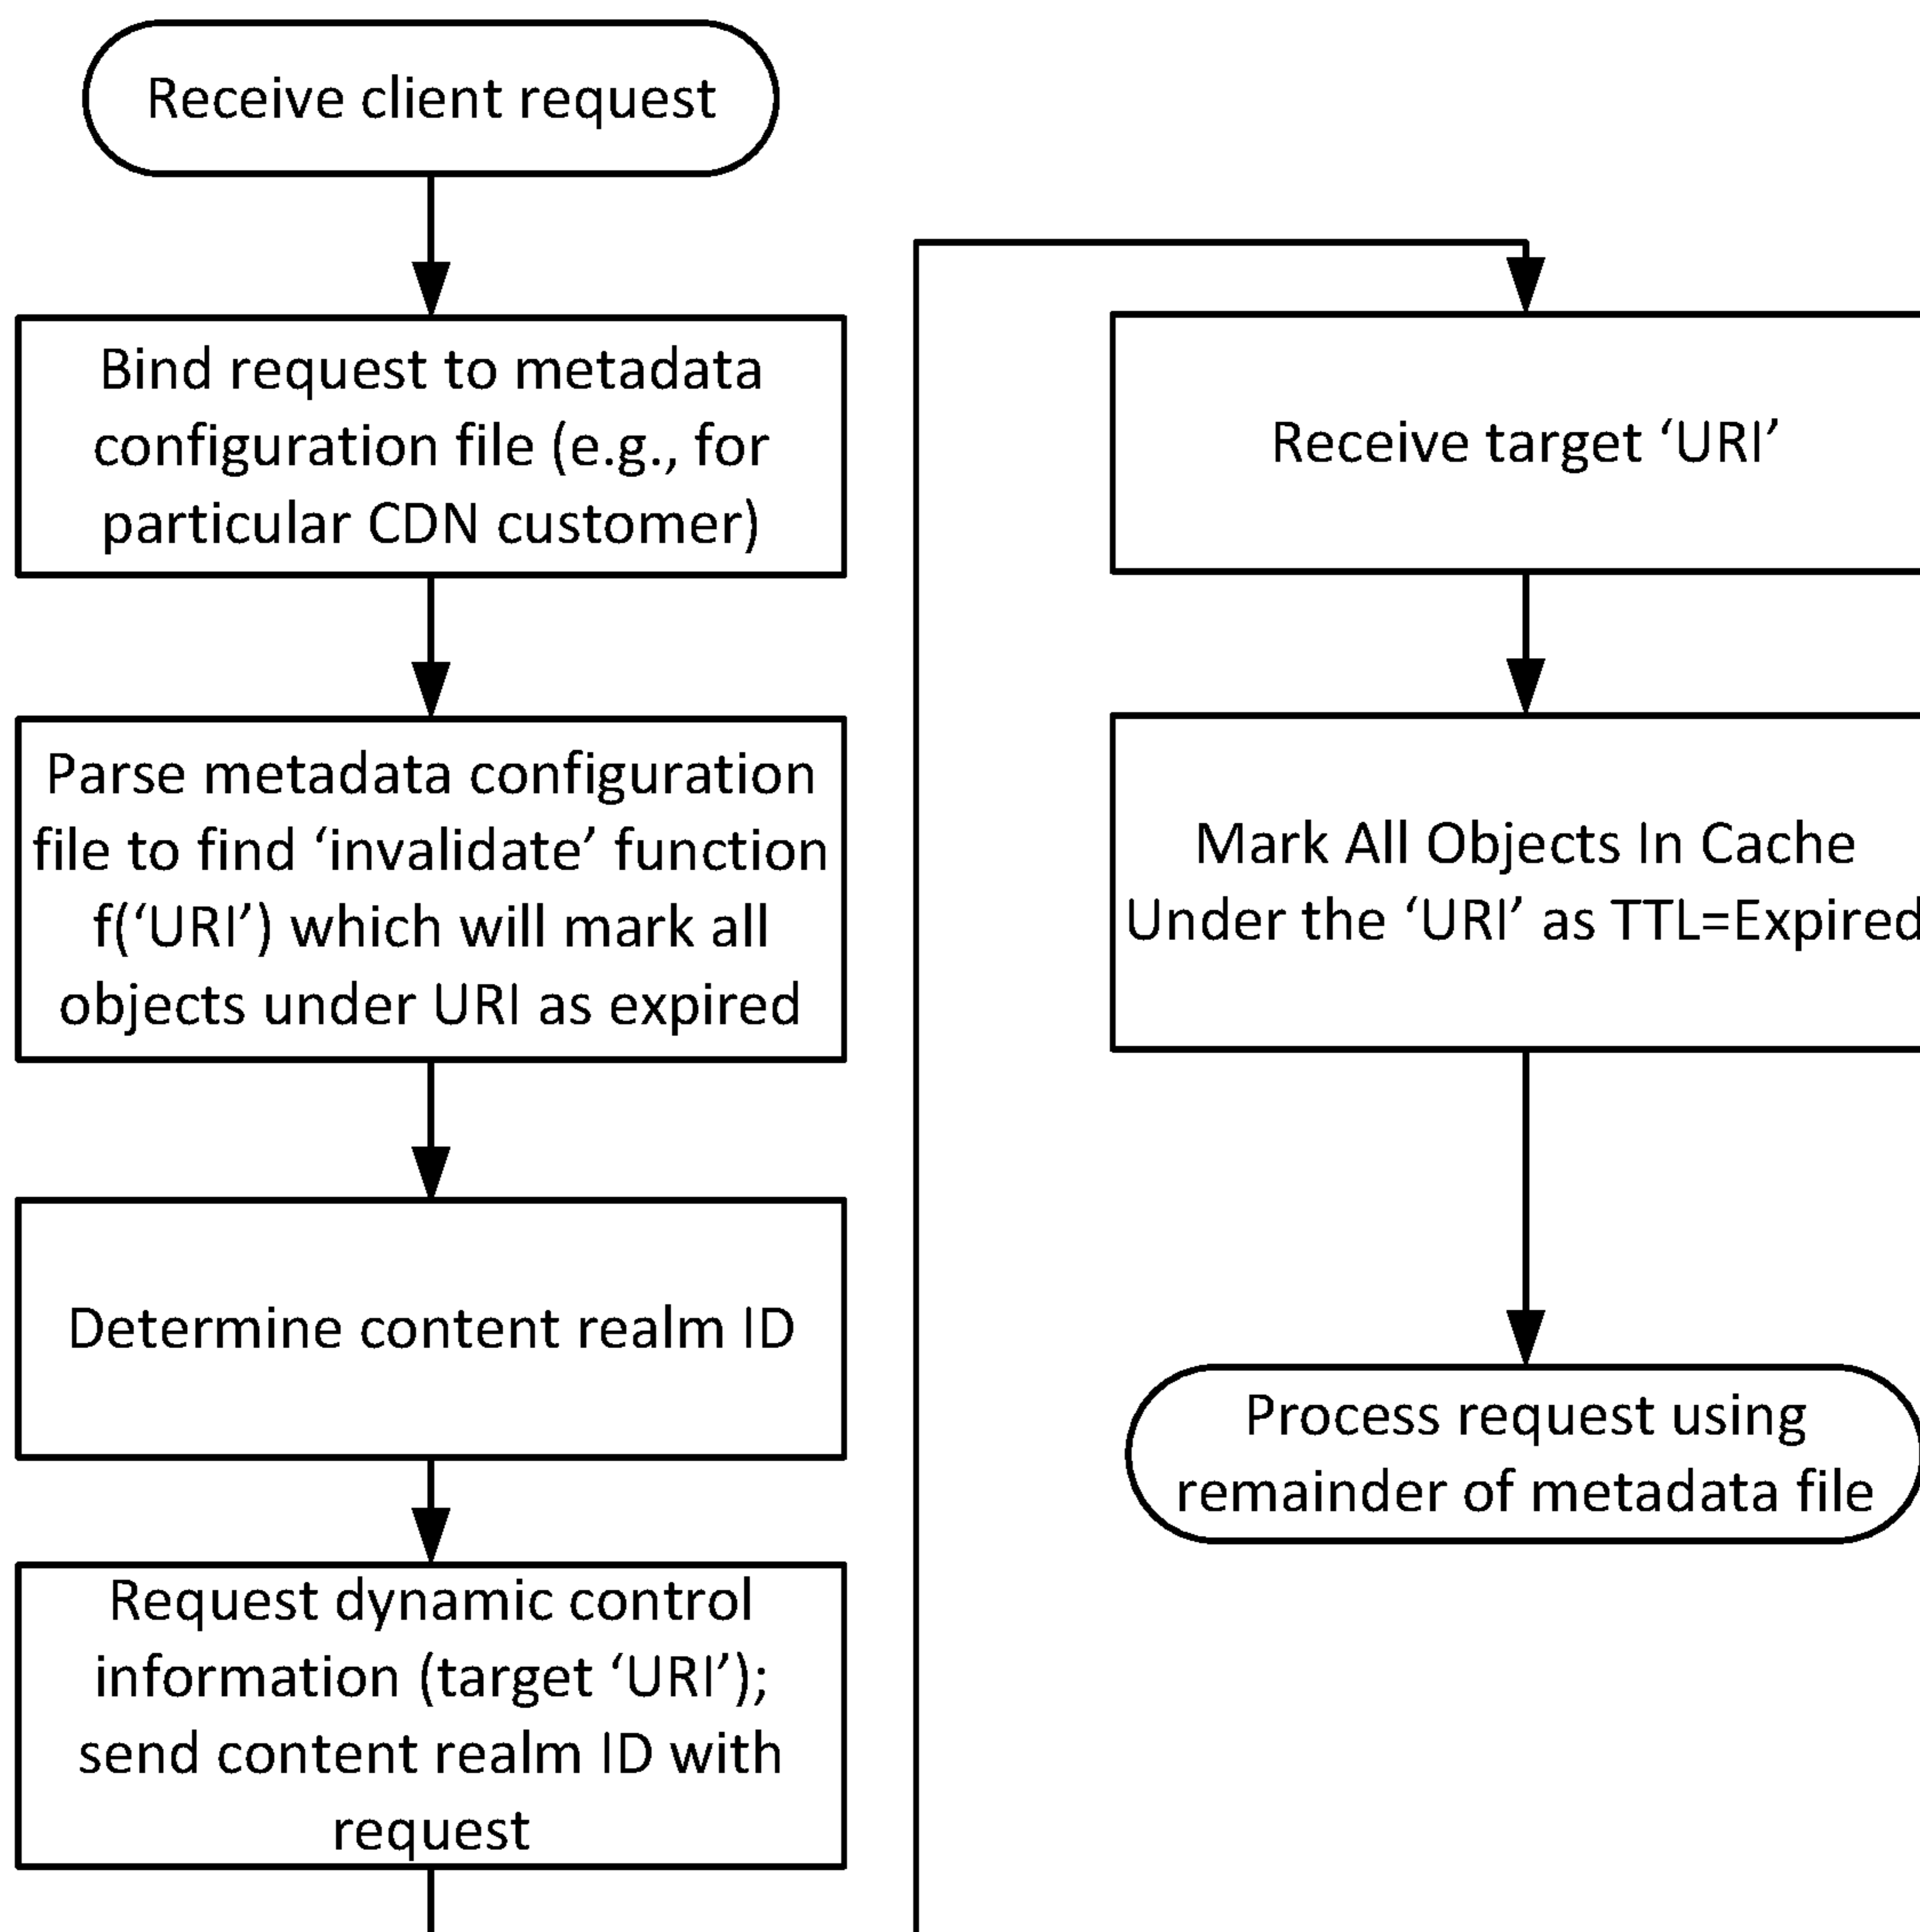 Receive client request
Bind request to metadata
configuration file (e.g., for
particular CDN customer)
Parse metadata configuration
file to find ‘invalidate’ function
f(‘URI’) which will mark all
objects under URI as expired
Determine content realm ID
Request dynamic control
information (target ‘URI’);
send content realm ID with
request
Receive target ‘URI’
Mark All Objects In Cache
Under the ‘URI’ as TTL=Expired
Process request using
remainder of metadata file